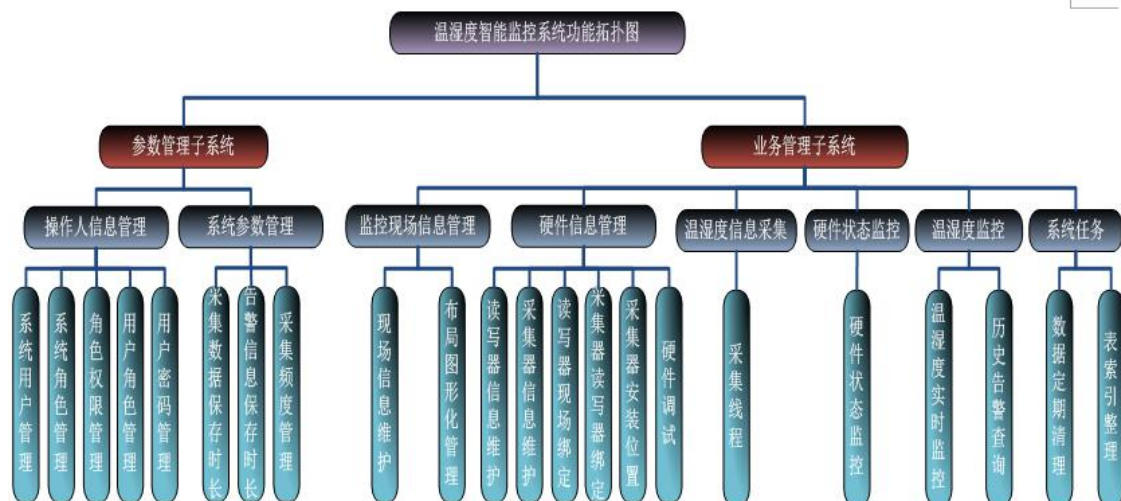 温湿度智能监控系统功能拓扑图
参数管理子系统
业务管理子系统
操作人信息管理
系统参数管理
监控现场信息管理
硬件信息管理
温湿度信息采集
硬件状态监控
温湿度监控
系统任务
系统用户管理
系统角色管理
角色权限管理
用户角色管理
用户密码管理
采集数据保存时长
告警信息保存时长
采集频度管理
现场信息维护
布局图形化管理
读写器信息维护
采集器信息维护
读写器现场绑定
采集器读写器绑定
采集器安装位置
硬件调试
采集线程
硬件状态监控
温湿度实时监控
历史告警查询
数据定期清理
表索引整理